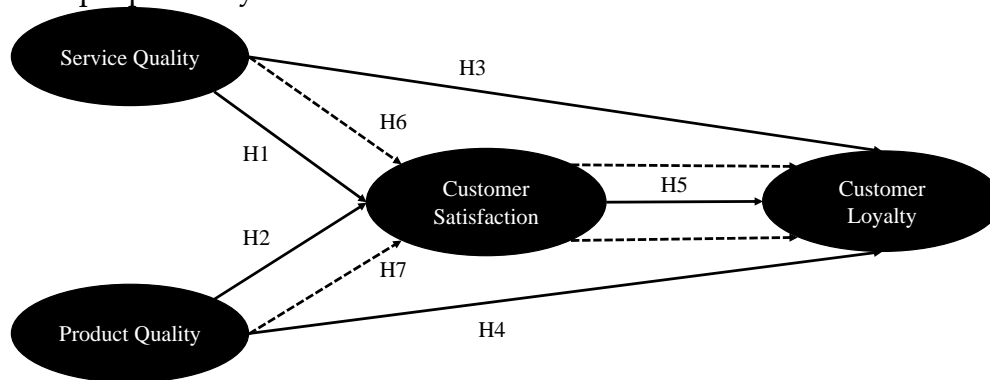 Service Quality
H3
H6
H1
Customer
Satisfaction
H5
Customer
Loyalty
H2
H7
Product Quality
H4